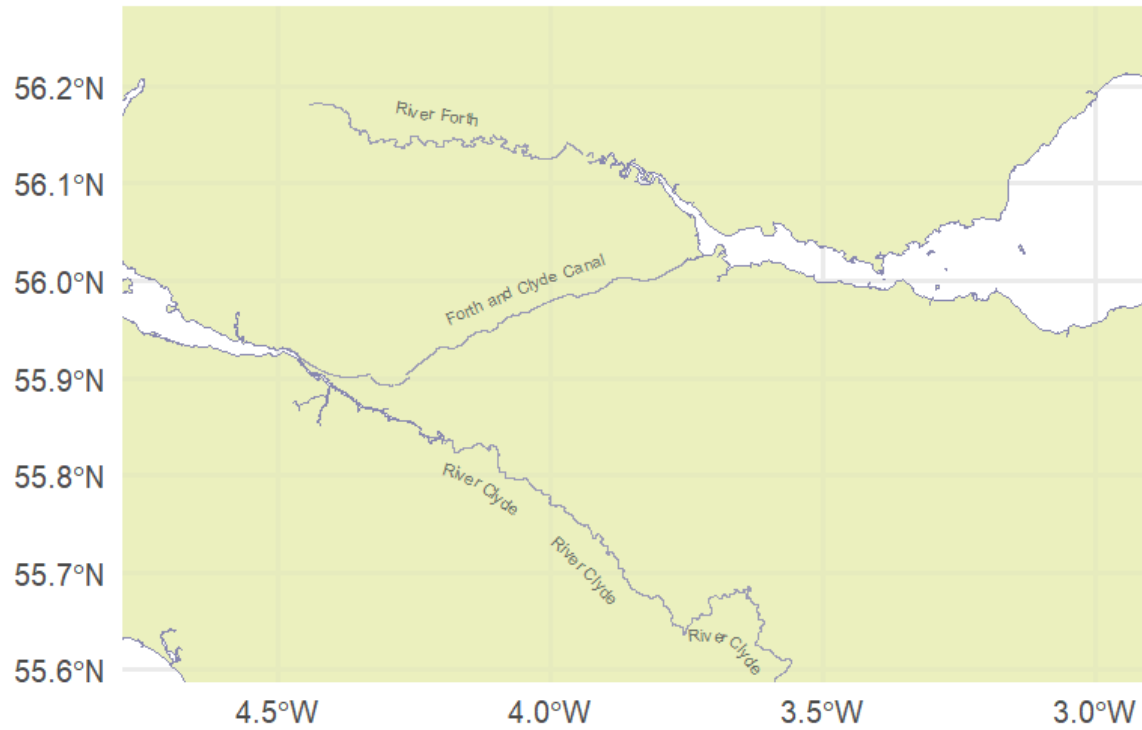 56.2°N
River Forth
56.1°N
56.0°N
Forth and Clyde Canal
55.9°N
55.8°N
River Clyde
55.7°N
River Clyde
River Clyde
55.6°N
4.5°W 4.0°W 3.5°W 3.0°W